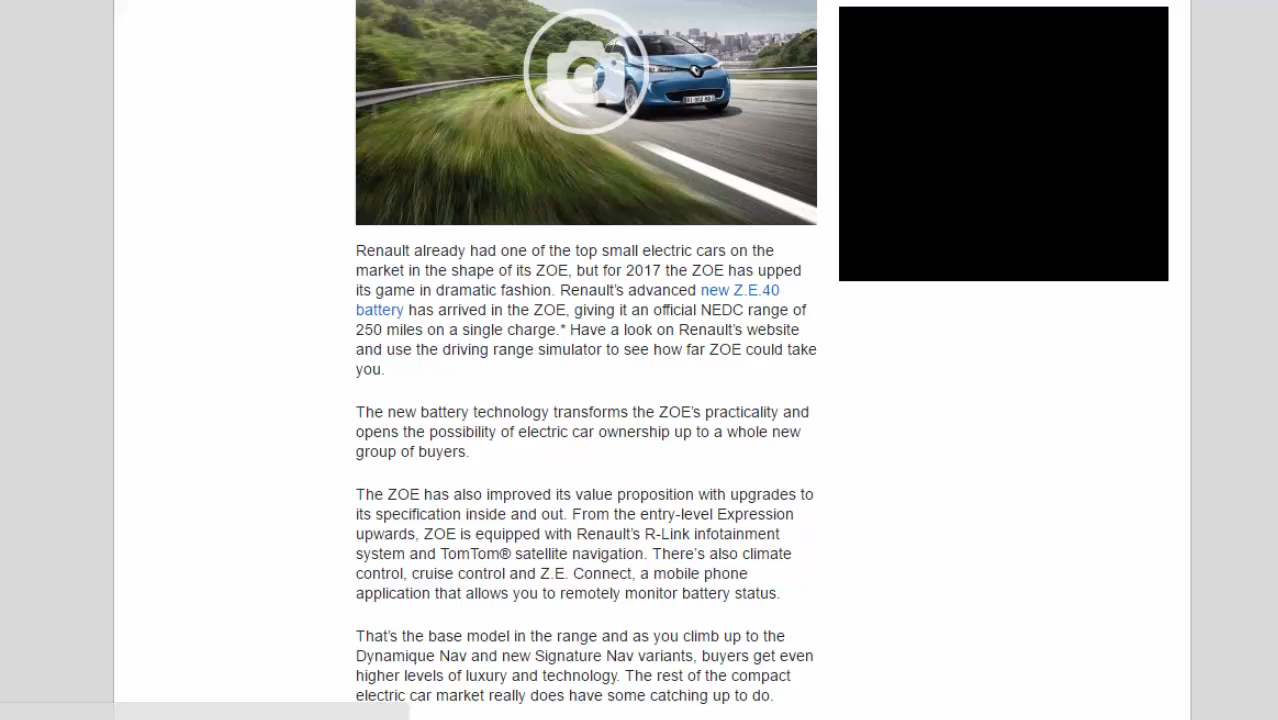 Renault already had one of the top small electric cars on the
market in the shape of its ZOE, but for 2017 the ZOE has upped
its game in dramatic fashion. Renault’s advanced new Z.E.40
battery has arrived in the ZOE, giving it an official NEDC range of
250 miles on a single charge.* Have a look on Renault’s website
and use the driving range simulator to see how far ZOE could take
you.
The new battery technology transforms the ZOE’s practicality and
opens the possibility of electric car ownership up to a whole new
group of buyers.
The ZOE has also improved its value proposition with upgrades to
its specification inside and out. From the entry-level Expression
upwards, ZOE is equipped with Renault’s R-Link infotainment
system and TomTom® satellite navigation. There’s also climate
control, cruise control and Z.E. Connect, a mobile phone
application that allows you to remotely monitor battery status.
That’s the base model in the range and as you climb up to the
Dynamique Nav and new Signature Nav variants, buyers get even
higher levels of luxury and technology. The rest of the compact
electric car market really does have some catching up to do.